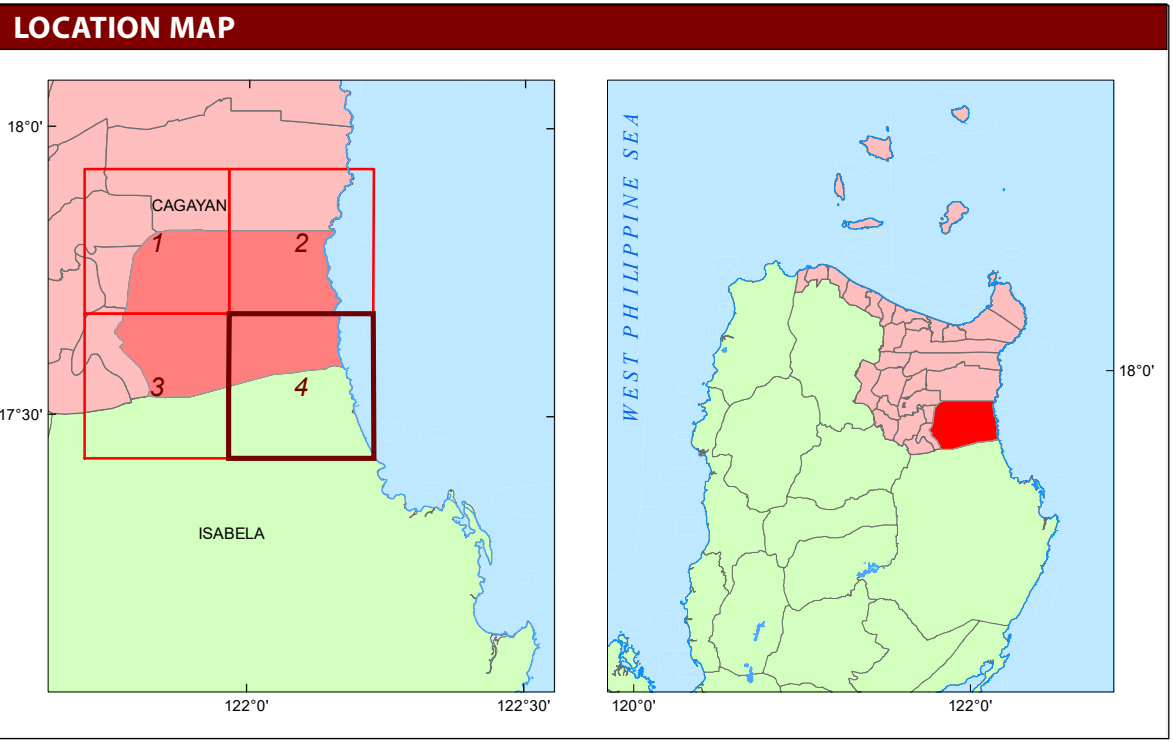 LOCATION MAP
18°0'
CAGAYAN
1
2
3
4
17°30'
ISABELA
122°0'
122°30'
WEST PHILIPPINE SEA
18°0'
120°0'
122°0'